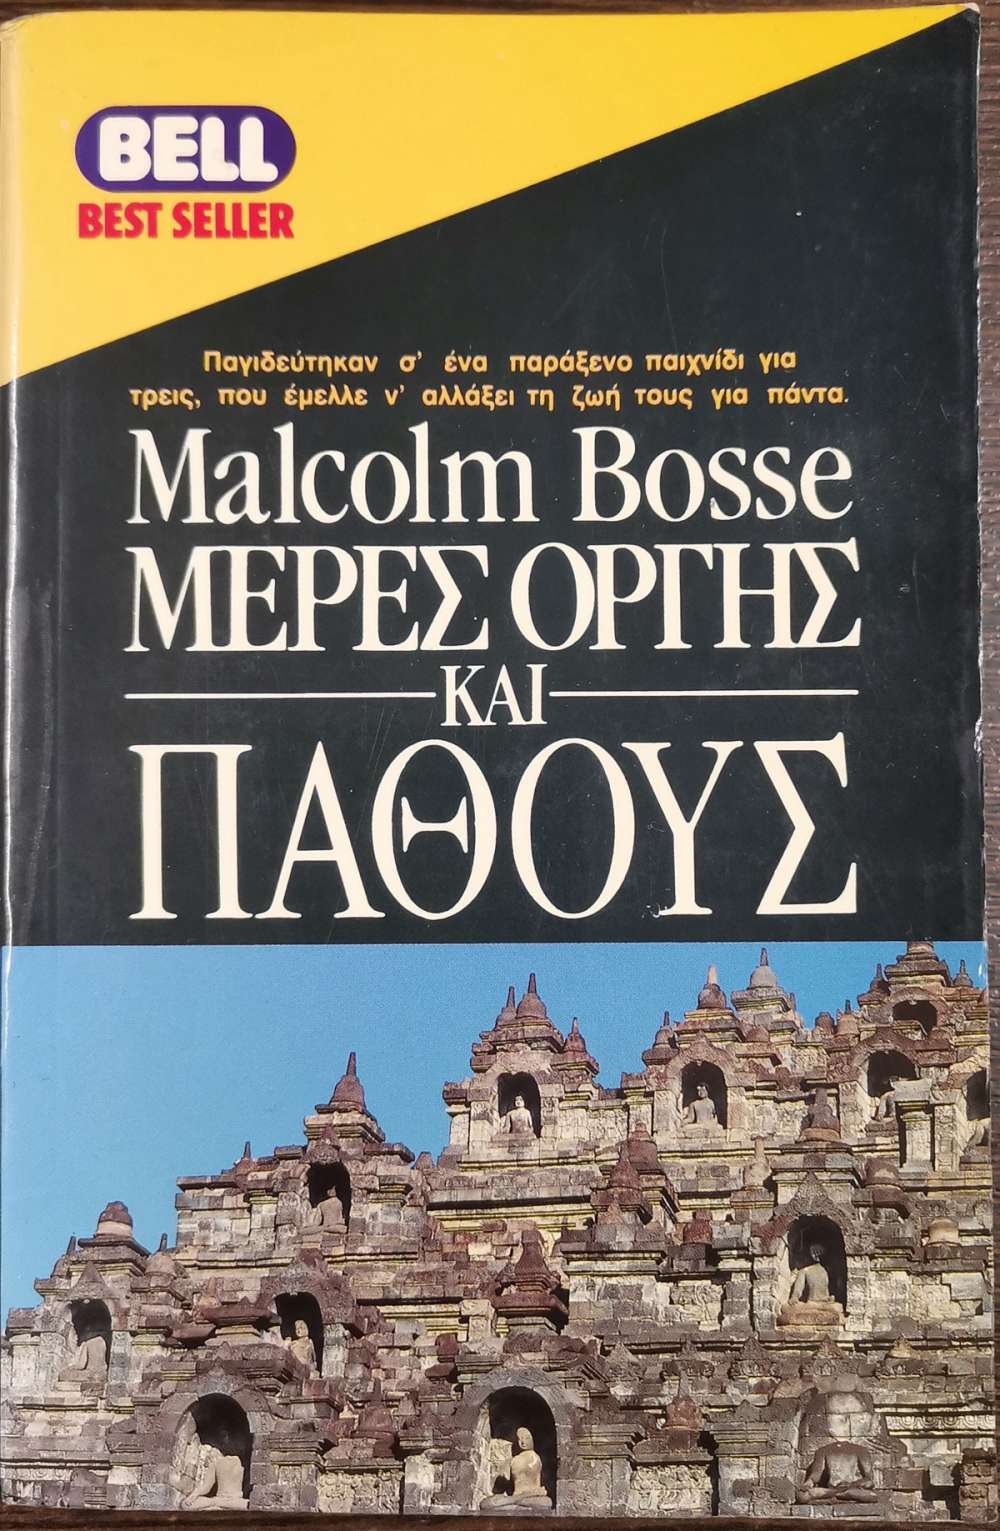 BELL
BEST SELLER
Παγιδεύτηκαν σ' ένα παράξενο παιχνίδι για
τρεις, που έμελλε ν' αλλάξει τη ζωή τους για πάντα.
Malcolm Bosse
ΜΕΡΕΣ ΟΡΓΗΣ
ΚΑΙ
ΠΑΘΟΥΣ